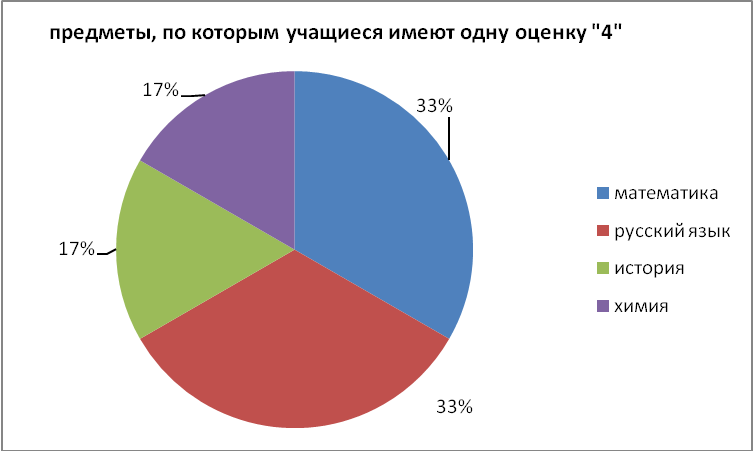 предметы, по которым учащиеся имеют одну оценку "4"
17%
33%
17%
33%
математика
русский язык
история
химия